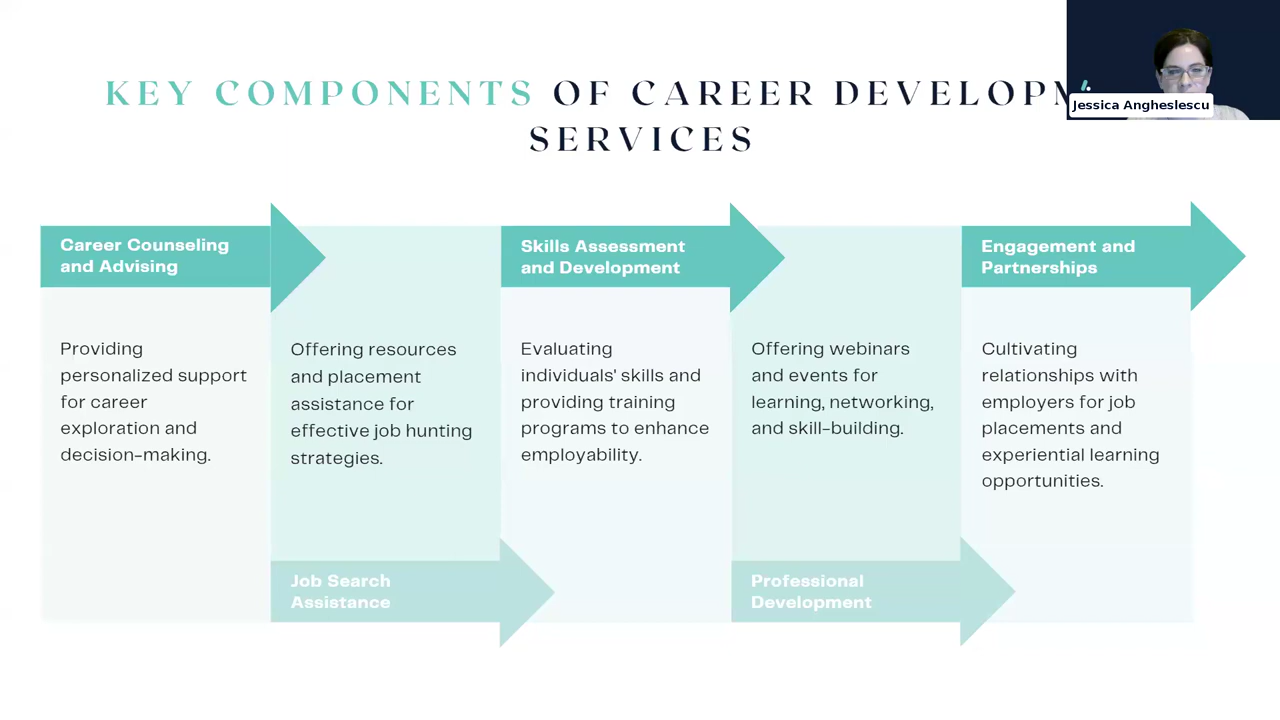 KEY COMPONENTS OF CAREER DEVELOPM
SERVICES
Jessica Angheslescu
Career Counseling
and Advising
Providing
personalized support
for career
exploration and
decision-making.
Offering resources
and placement
assistance for
effective job hunting
strategies.
Job Search
Assistance
Skills Assessment
and Development
Evaluating
individuals' skills and
providing training
programs to enhance
employability.
Offering webinars
and events for
learning, networking,
and skill-building.
Professional
Development
Engagement and
Partnerships
Cultivating
relationships with
employers for job
placements and
experiential learning
opportunities.